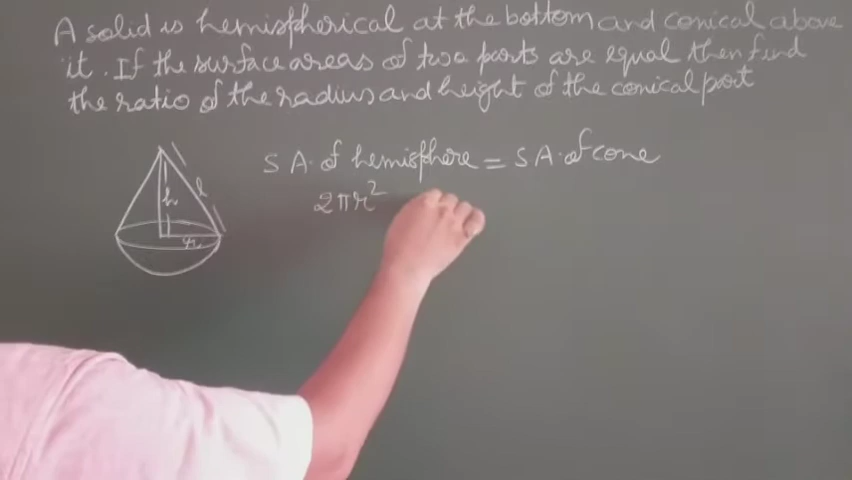 A solid is hemispherical at the bottom and conical above
it. If the surface areas of two parts are equal then find
the ratio of the radius and height of the conical part
S A. of hemisphere = S A. of cone
2πr²
h
l
r